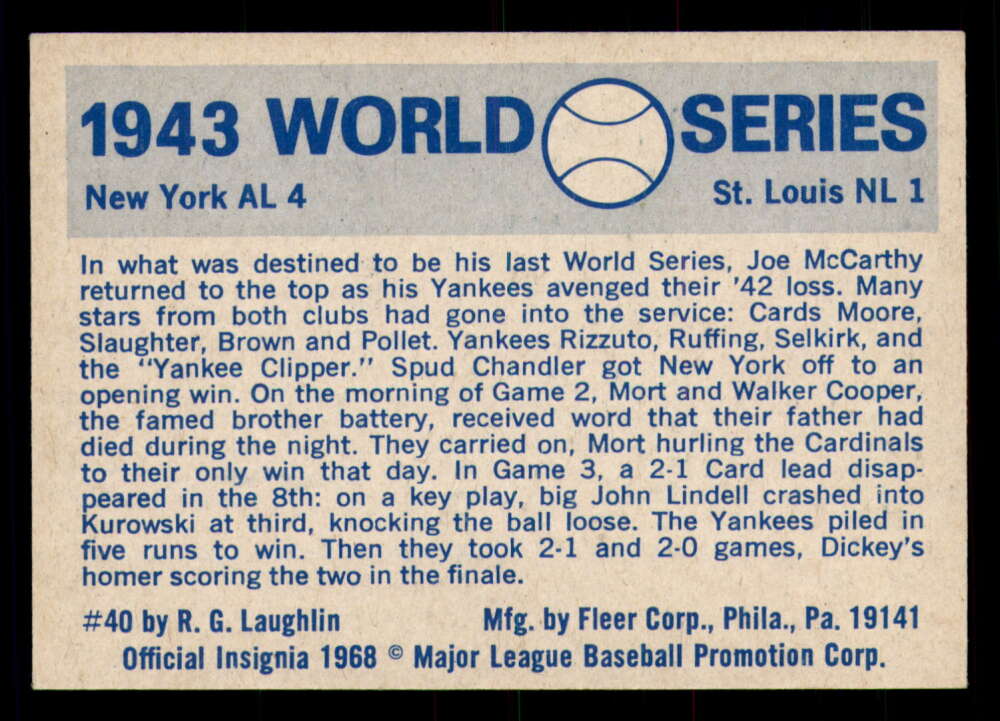 1943 WORLD SERIES
New York AL 4 St. Louis NL 1
In what was destined to be his last World Series, Joe McCarthy
returned to the top as his Yankees avenged their '42 loss. Many
stars from both clubs had gone into the service: Cards Moore,
Slaughter, Brown and Pollet. Yankees Rizzuto, Ruffing, Selkirk, and
the "Yankee Clipper." Spud Chandler got New York off to an
opening win. On the morning of Game 2, Mort and Walker Cooper,
the famed brother battery, received word that their father had
died during the night. They carried on, Mort hurling the Cardinals
to their only win that day. In Game 3, a 2-1 Card lead disap-
peared in the 8th: on a key play, big John Lindell crashed into
Kurowski at third, knocking the ball loose. The Yankees piled in
five runs to win. Then they took 2-1 and 2-0 games, Dickey's
homer scoring the two in the finale.
#40 by R. G. Laughlin Mfg. by Fleer Corp., Phila., Pa. 19141
Official Insignia 1968 © Major League Baseball Promotion Corp.